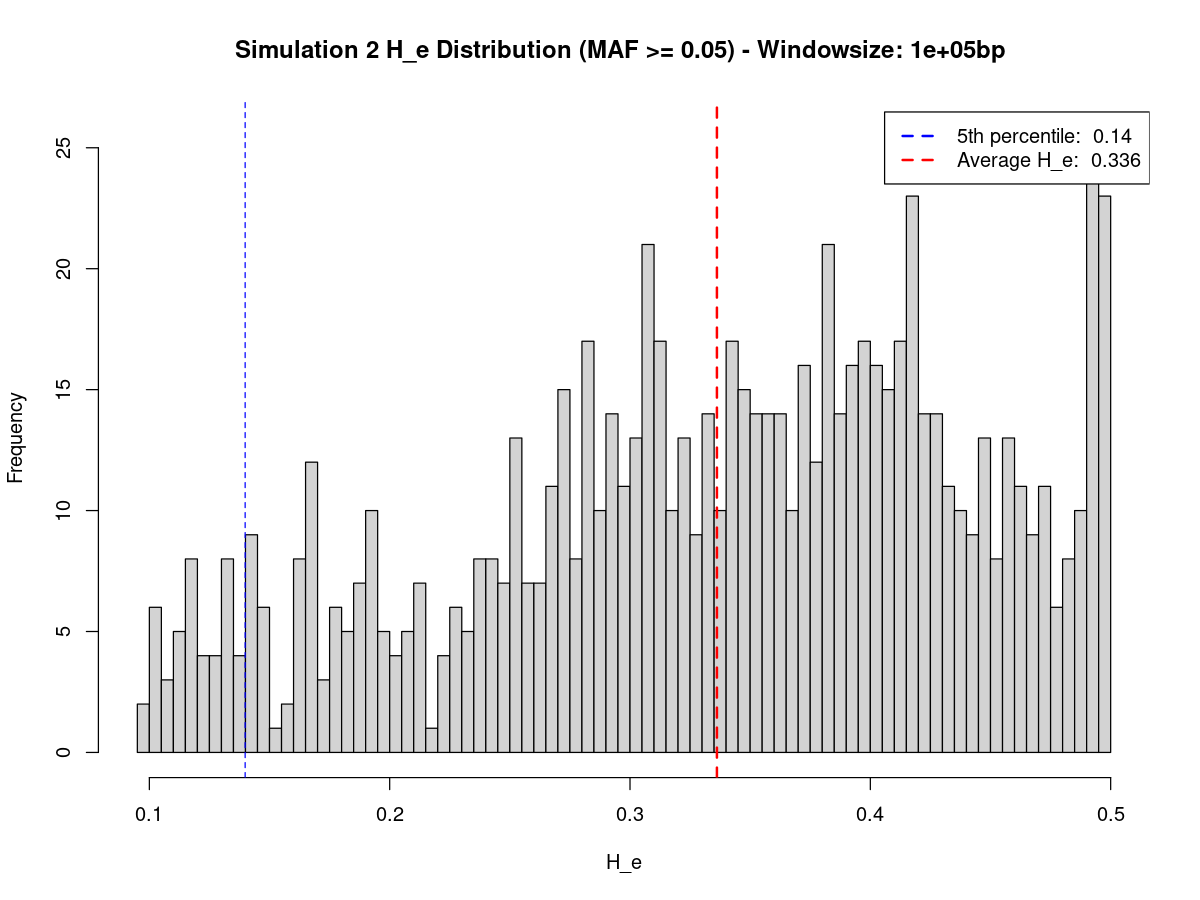 Simulation 2 H_e Distribution (MAF >= 0.05) - Windowsize: 1e+05bp
5th percentile: 0.14
Average H_e: 0.336
Frequency
25
20
15
10
5
0
0.1 0.2 0.3 0.4 0.5
H_e